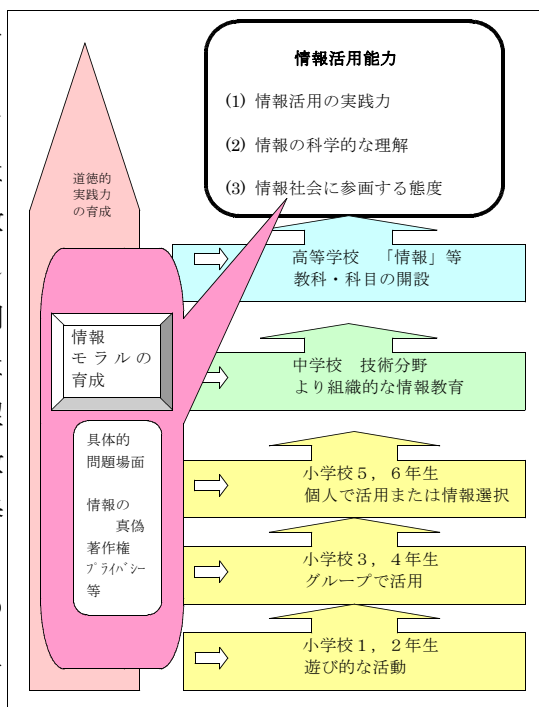 情報活用能力
(1) 情報活用の実践力
(2) 情報の科学的な理解
(3) 情報社会に参画する態度
道徳的
実践力
の育成
高等学校　「情報」等
教科・科目の開設
情報
モラルの
育成
中学校　技術分野
より組織的な情報教育
具体的
問題場面
情報の
真偽
著作権
ﾌﾟﾗｲﾊﾞｼｰ
等
小学校５，６年生
個人で活用または情報選択
小学校３，４年生
グループで活用
小学校１，２年生
遊び的な活動